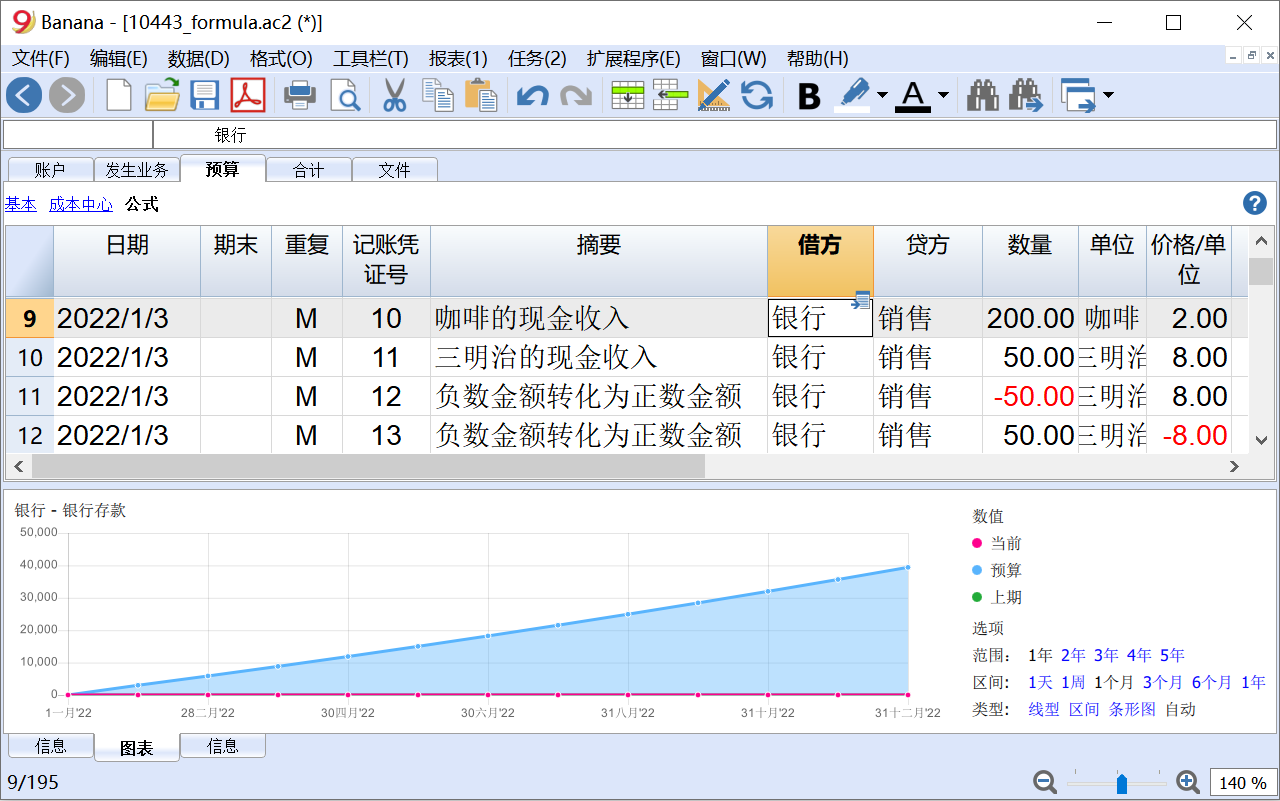 Banana - [10443_formula.ac2 (*)]
文件(F) 编辑(E) 数据(D) 格式(O) 工具栏(T) 报表(1) 任务(2) 扩展程序(E) 窗口(W) 帮助(H)
B A
银行
账户 发生业务 预算 合计 文件
基本 成本中心 公式 ?
日期 期末 重复 记账凭证号 摘要 借方 贷方 数量 单位 价格/单位
9 2022/1/3 M 10 咖啡的现金收入 银行 销售 200.00 咖啡 2.00
10 2022/1/3 M 11 三明治的现金收入 银行 销售 50.00 三明治 8.00
11 2022/1/3 M 12 负数金额转化为正数金额 银行 销售 -50.00 三明治 8.00
12 2022/1/3 M 13 负数金额转化为正数金额 银行 销售 50.00 三明治 -8.00
银行 - 银行存款
50,000
40,000
30,000
20,000
10,000
0
1一月'22 28二月'22 30四月'22 30六月'22 31八月'22 31十月'22 31十二月'22
数值
当前
预算
上期
选项
范围: 1年 2年 3年 4年 5年
区间: 1天 1周 1个月 3个月 6个月 1年
类型: 线型 区间 条形图 自动
信息 图表 信息
9/195 140 %